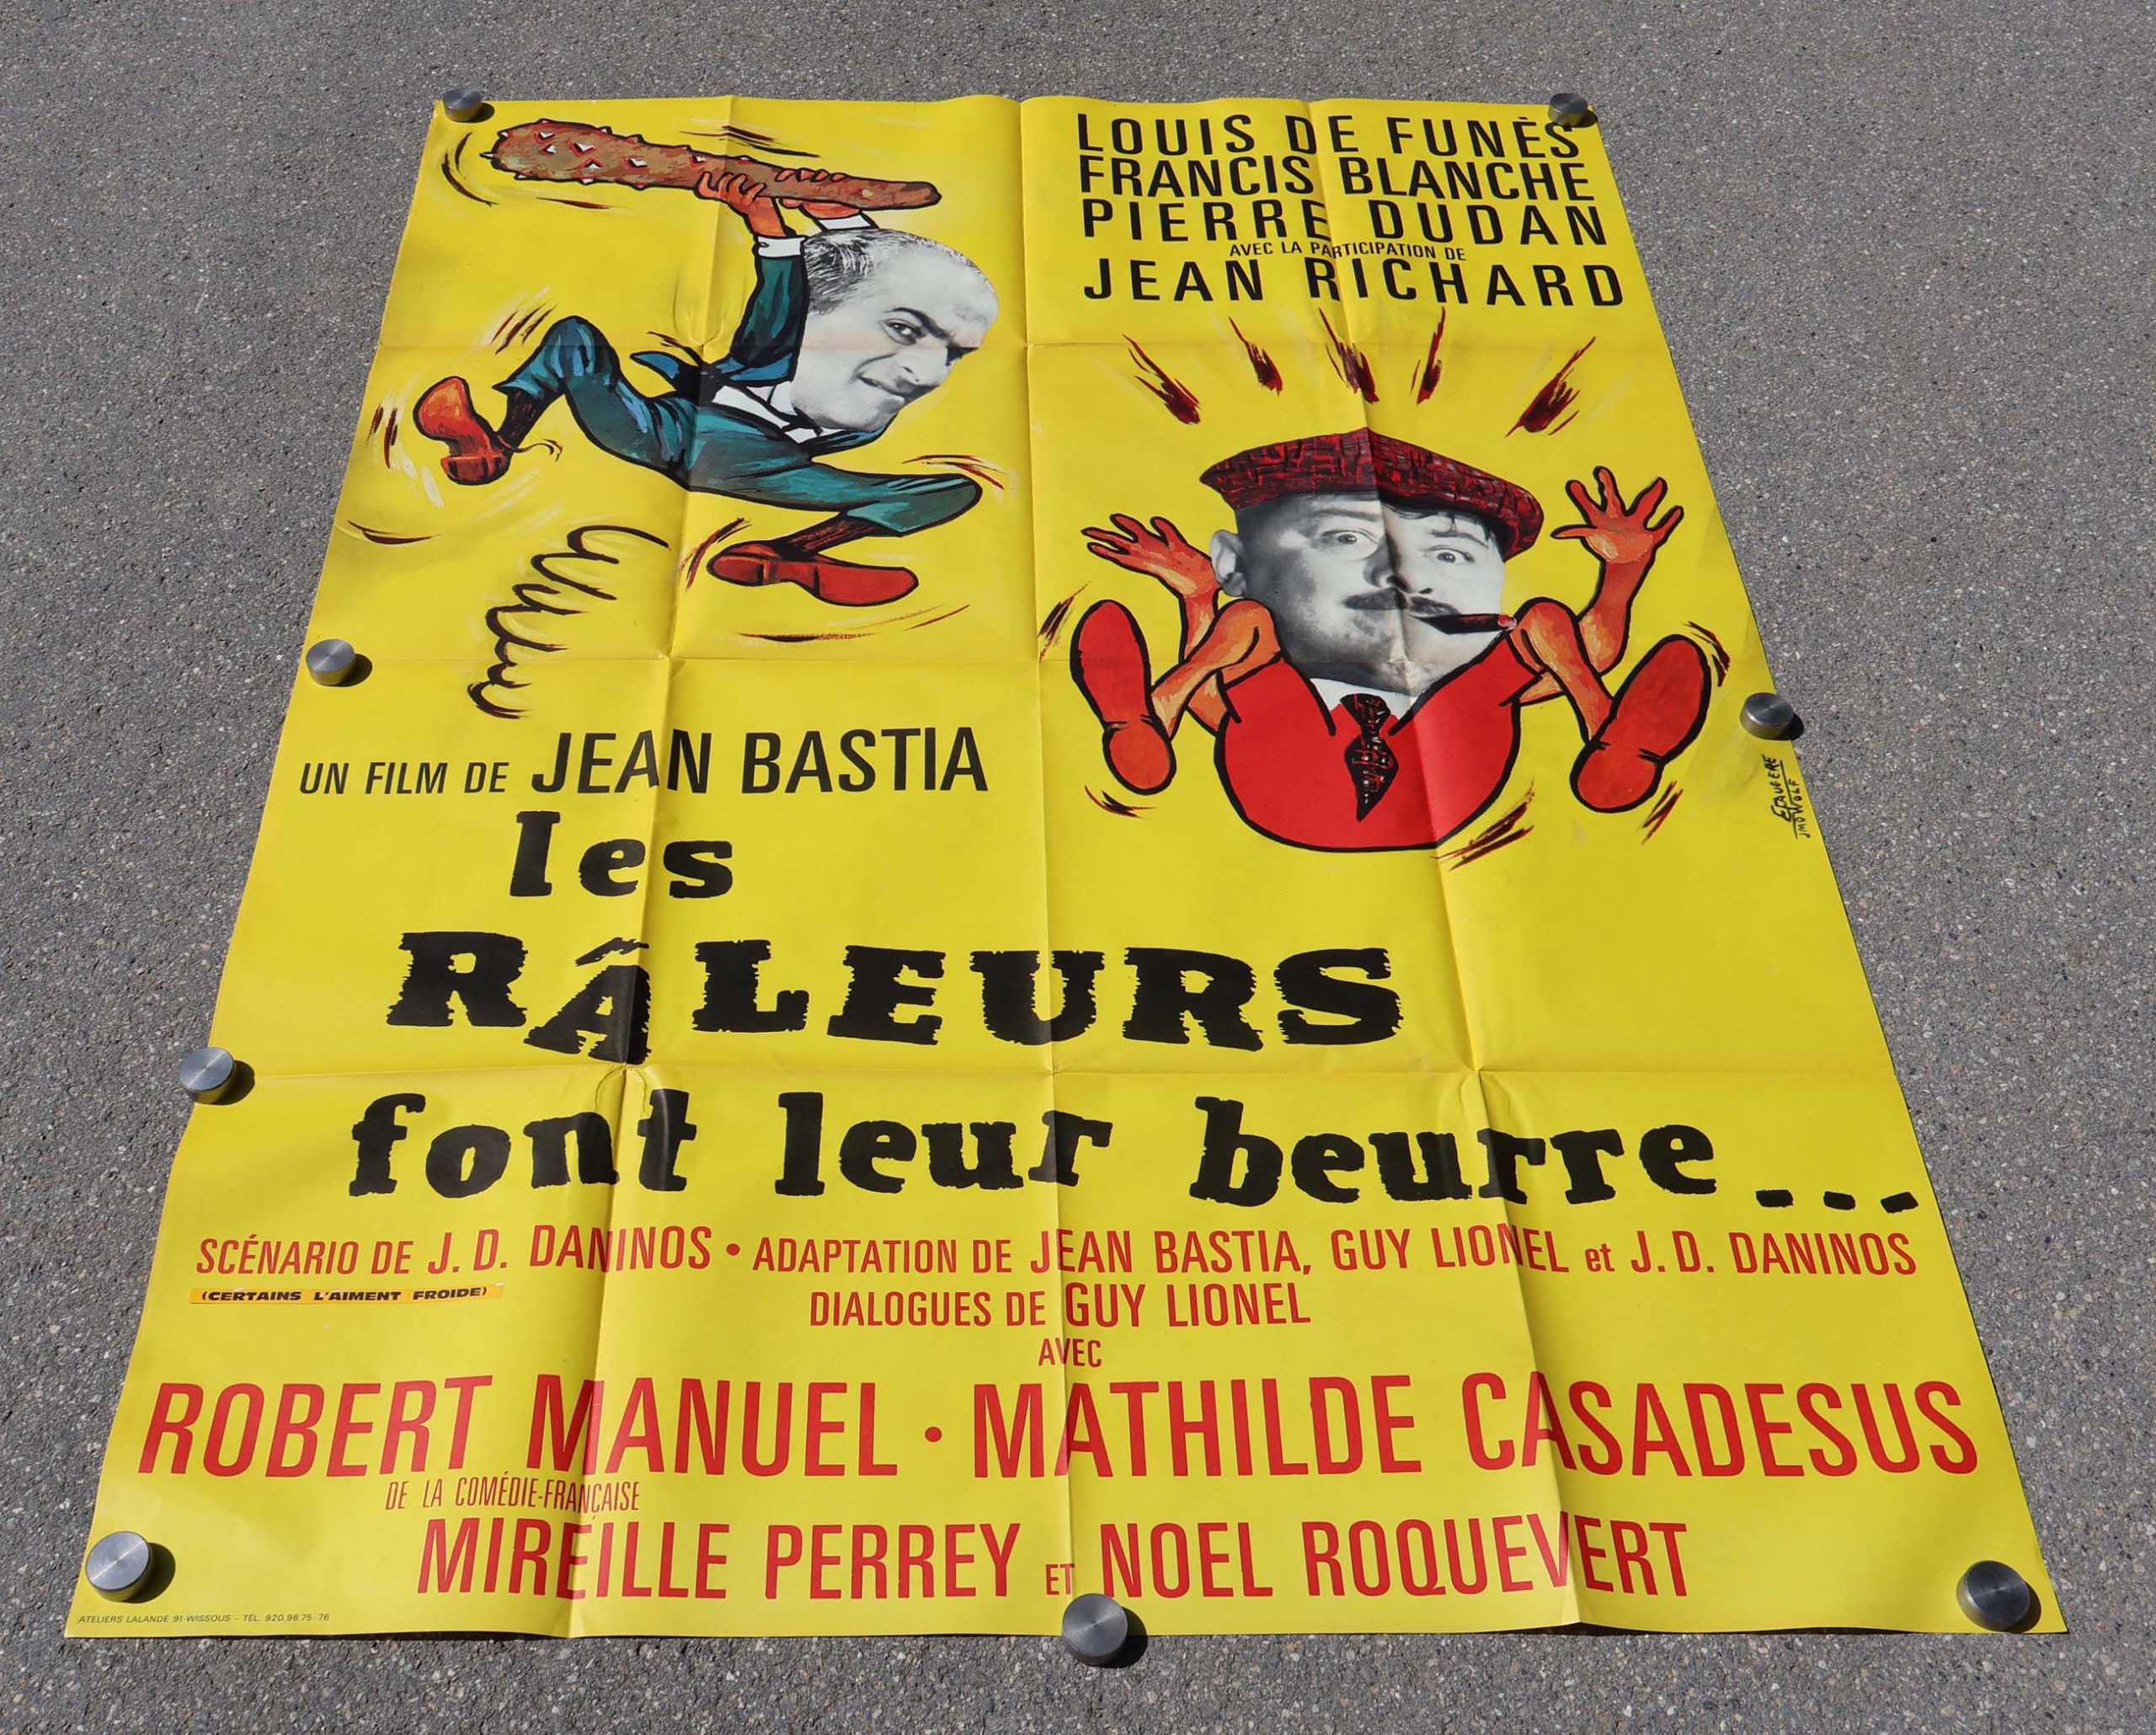 LOUIS DE FUNÈS
FRANCIS BLANCHE
PIERRE DUDAN
AVEC LA PARTICIPATION DE
JEAN RICHARD
UN FILM DE JEAN BASTIA
les
RÂLEURS
font leur beurre...
SCÉNARIO DE J. D. DANINOS • ADAPTATION DE JEAN BASTIA, GUY LIONEL et J. D. DANINOS
(CERTAINS L'AIMENT FROIDE)
DIALOGUES DE GUY LIONEL
AVEC
ROBERT MANUEL • MATHILDE CASADESUS
DE LA COMÉDIE-FRANÇAISE
MIREILLE PERREY ET NOEL ROQUEVERT
ATELIERS LALANDE 91-WISSOUS - TÉL. 920.98.75-76